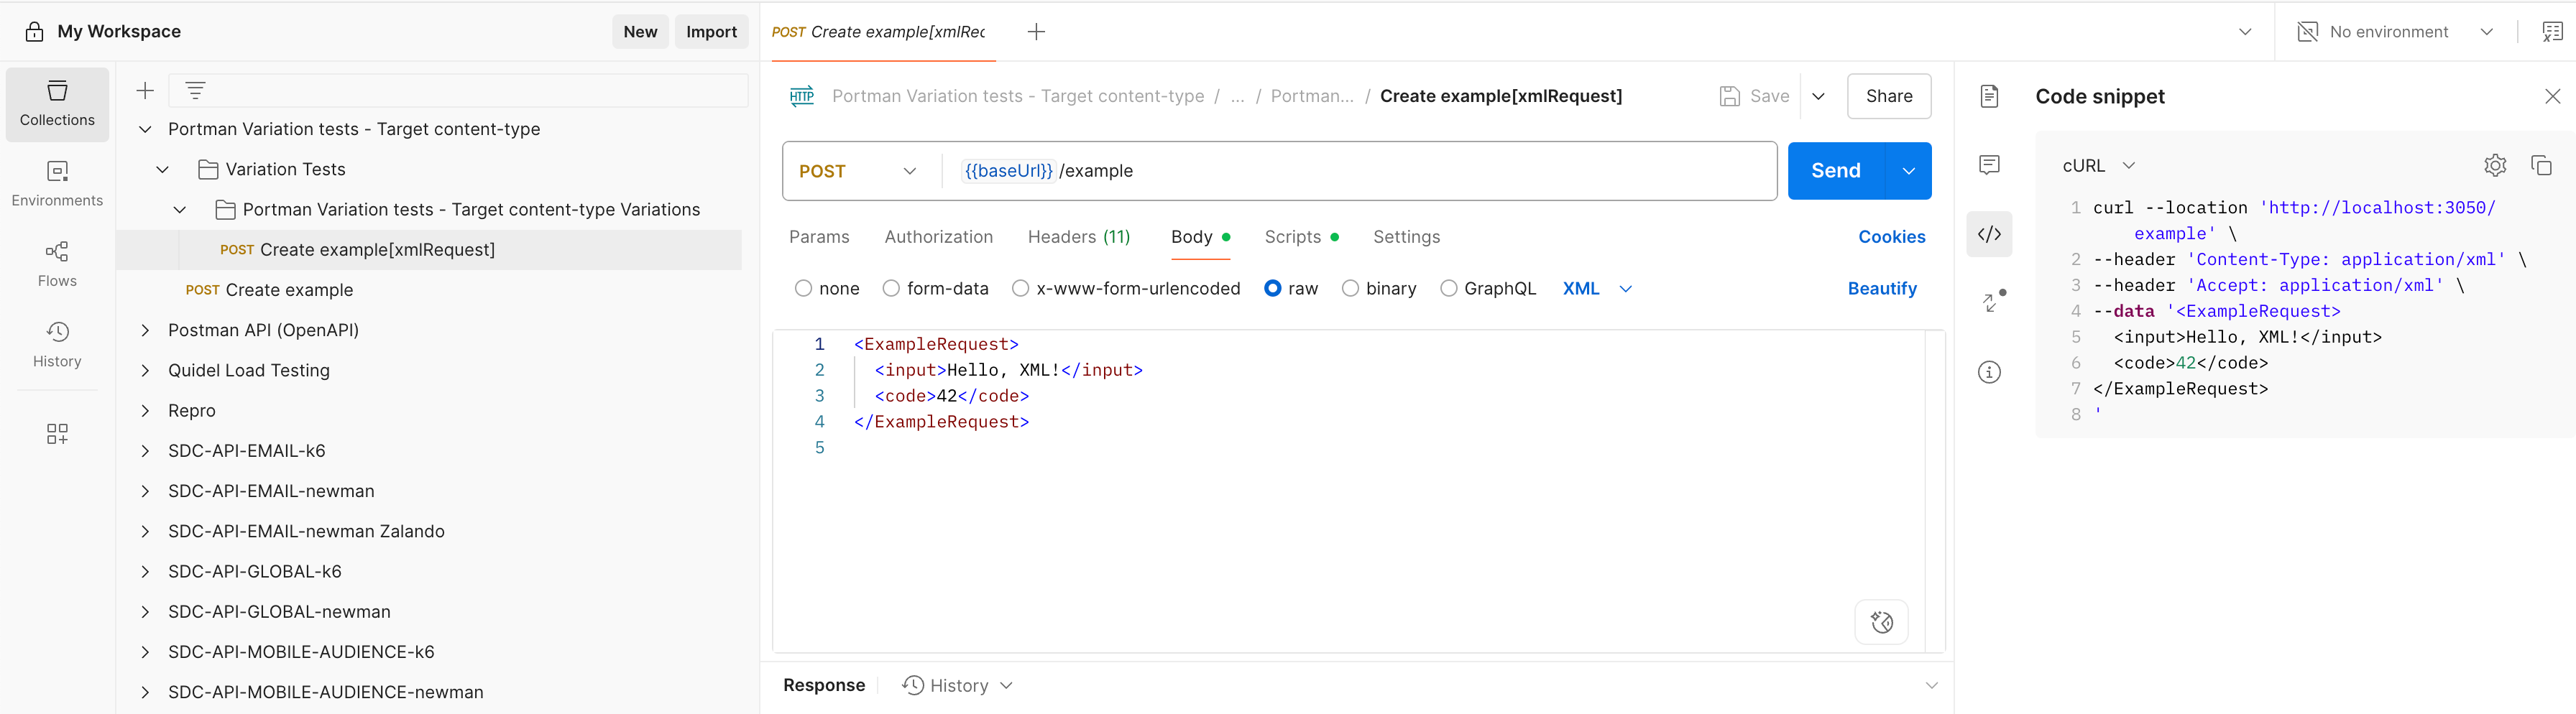 My Workspace
New
Import
POST Create example[xmlRec
No environment
Collections
Environments
Flows
History
Portman Variation tests - Target content-type
Variation Tests
Portman Variation tests - Target content-type Variations
POST Create example[xmlRequest]
POST Create example
Postman API (OpenAPI)
Quidel Load Testing
Repro
SDC-API-EMAIL-k6
SDC-API-EMAIL-newman
SDC-API-EMAIL-newman Zalando
SDC-API-GLOBAL-k6
SDC-API-GLOBAL-newman
SDC-API-MOBILE-AUDIENCE-k6
SDC-API-MOBILE-AUDIENCE-newman
HTTP Portman Variation tests - Target content-type / ... / Portman... / Create example[xmlRequest]
Save
Share
POST
{{baseUrl}} /example
Send
Params Authorization Headers (11) Body Scripts Settings
Cookies
none form-data x-www-form-urlencoded raw binary GraphQL XML
Beautify
1 <ExampleRequest>
2 <input>Hello, XML!</input>
3 <code>42</code>
4 </ExampleRequest>
5
Response
History
Code snippet
cURL
1 curl --location 'http://localhost:3050/
example' \
2 --header 'Content-Type: application/xml' \
3 --header 'Accept: application/xml' \
4 --data '<ExampleRequest>
5 <input>Hello, XML!</input>
6 <code>42</code>
7 </ExampleRequest>
8 '